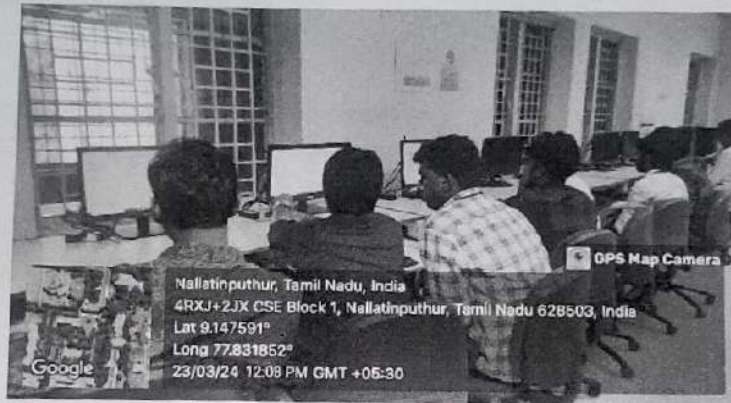 GPS Map Camera
Nallatinputhur, Tamil Nadu, India
4RXJ+2JX CSE Block 1, Nallatinputhur, Tamil Nadu 628503, India
Lat 9.147591°
Long 77.831852°
23/03/24 12:08 PM GMT +05:30
Google